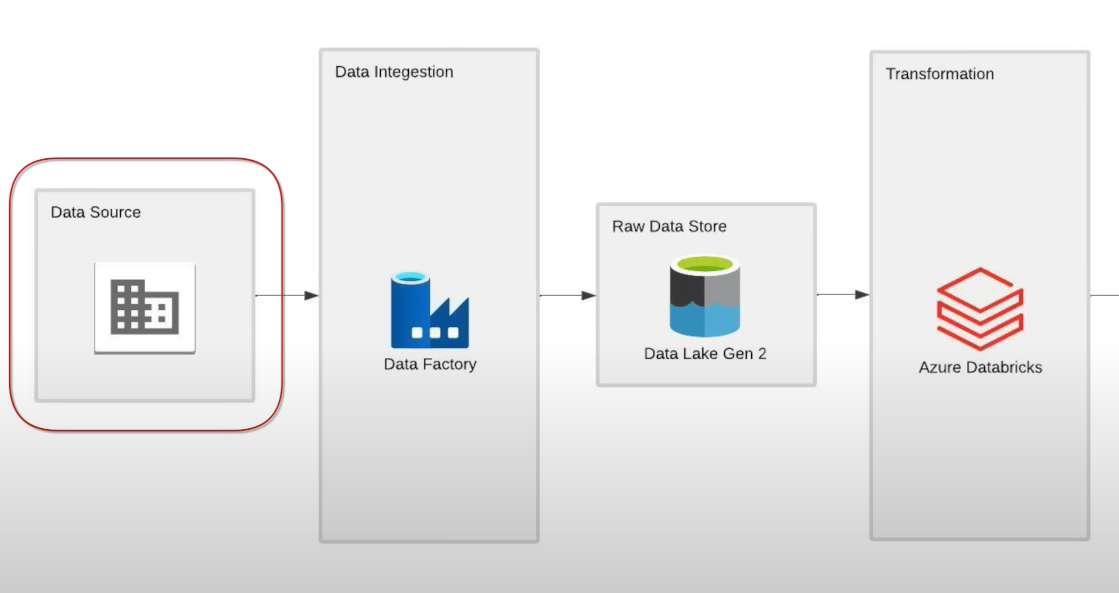 Data Source
Data Integestion
Data Factory
Raw Data Store
Data Lake Gen 2
Transformation
Azure Databricks